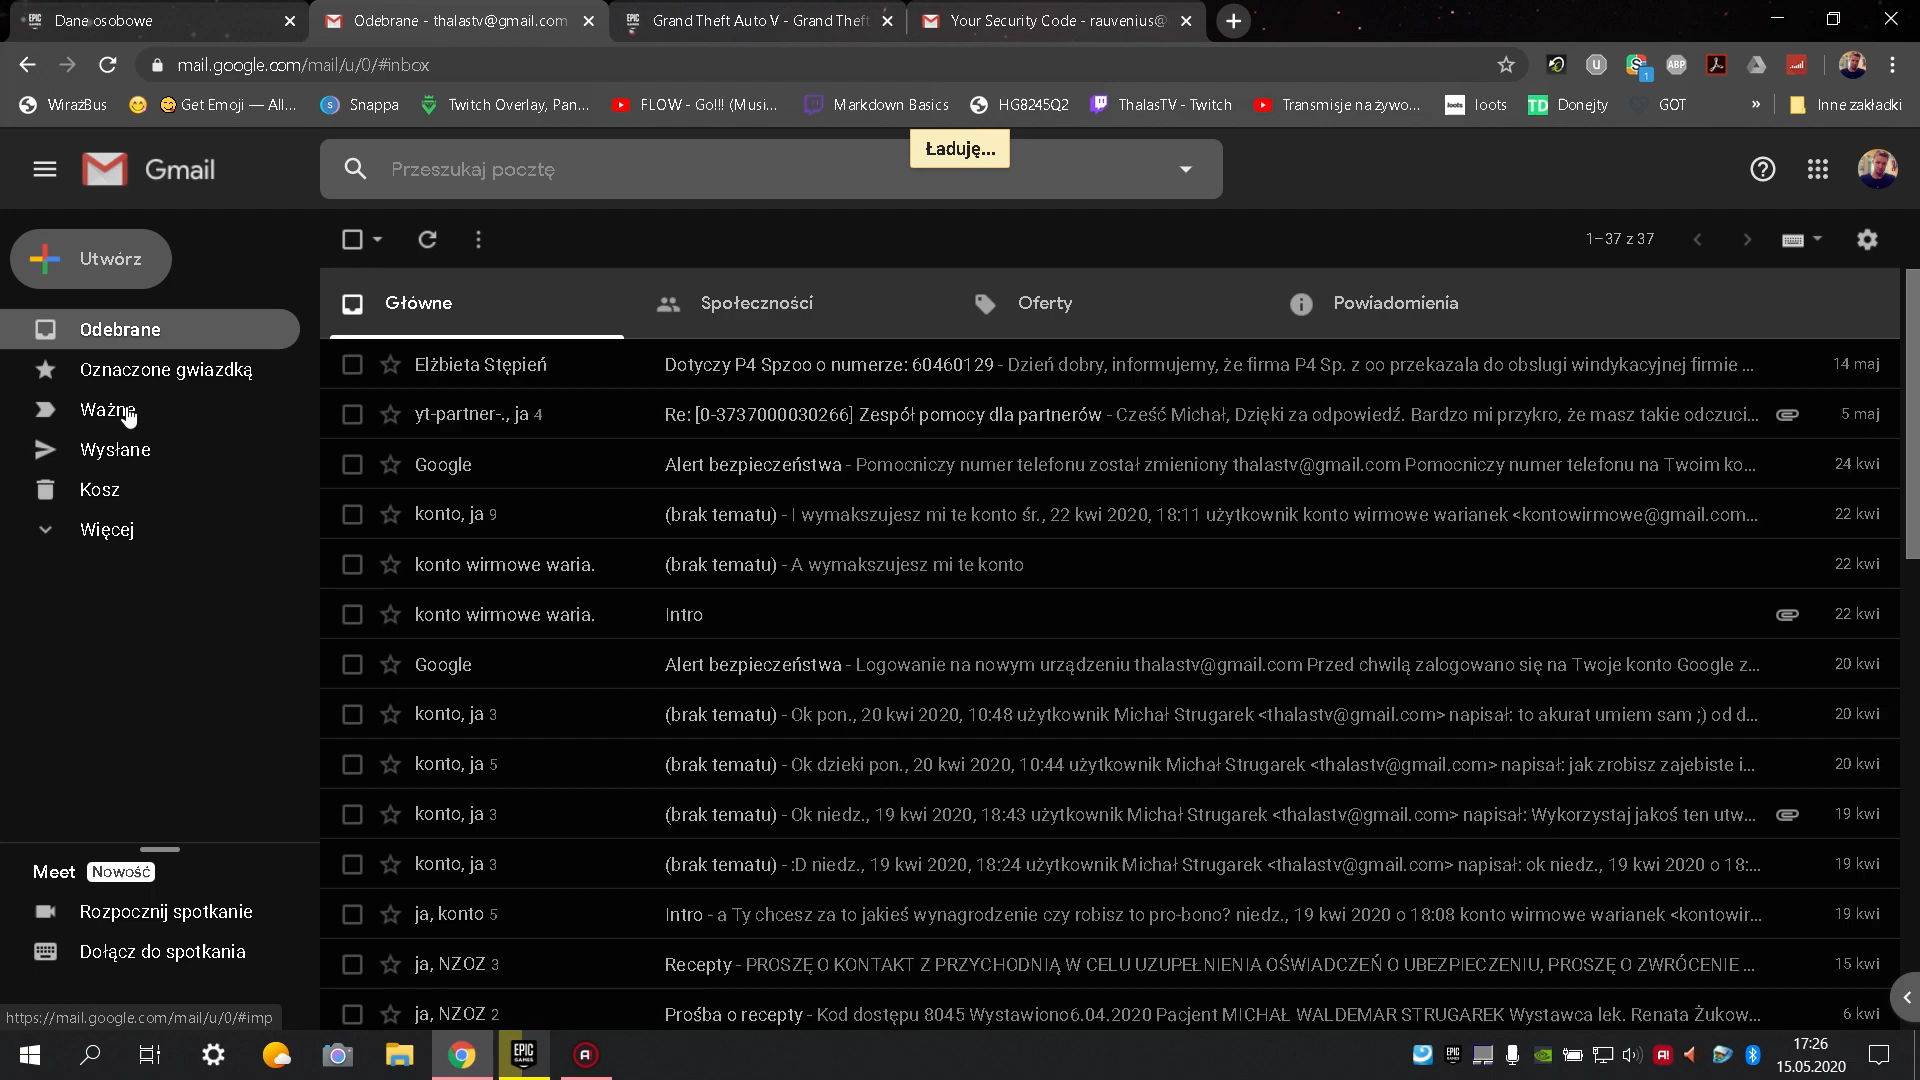 Dane osobowe
Odebrane - thalastv@gmail.com
Grand Theft Auto V - Grand Theft
Your Security Code - rauvenius@
mail.google.com/mail/u/0/#inbox
WirażBus
Get Emoji — All...
Snappa
Twitch Overlay, Pan...
FLOW - Go!!! (Musi...
Markdown Basics
HG8245Q2
ThalasTV - Twitch
Transmisje na żywo...
loots
Donejty
GOT
»
Inne zakładki
Ładuję...
Gmail
Przeszukaj pocztę
Utwórz
1–37 z 37
Główne
Społeczności
Oferty
Powiadomienia
Odebrane
Oznaczone gwiazdką
Ważne
Wysłane
Kosz
Więcej
Elżbieta Stępień Dotyczy P4 Spzoo o numerze: 60460129 - Dzień dobry, informujemy, że firma P4 Sp. z oo przekazala do obslugi windykacyjnej firmie ... 14 maj
yt-partner-., ja 4 Re: [0-3737000030266] Zespół pomocy dla partnerów - Cześć Michał, Dzięki za odpowiedź. Bardzo mi przykro, że masz takie odczuci... 5 maj
Google Alert bezpieczeństwa - Pomocniczy numer telefonu został zmieniony thalastv@gmail.com Pomocniczy numer telefonu na Twoim ko... 24 kwi
konto, ja 9 (brak tematu) - I wymakszujesz mi te konto śr., 22 kwi 2020, 18:11 użytkownik konto wirmowe warianek <kontowirmowe@gmail.com... 22 kwi
konto wirmowe waria. (brak tematu) - A wymakszujesz mi te konto 22 kwi
konto wirmowe waria. Intro 22 kwi
Google Alert bezpieczeństwa - Logowanie na nowym urządzeniu thalastv@gmail.com Przed chwilą zalogowano się na Twoje konto Google z... 20 kwi
konto, ja 3 (brak tematu) - Ok pon., 20 kwi 2020, 10:48 użytkownik Michał Strugarek <thalastv@gmail.com> napisał: to akurat umiem sam ;) od d... 20 kwi
konto, ja 5 (brak tematu) - Ok dzieki pon., 20 kwi 2020, 10:44 użytkownik Michał Strugarek <thalastv@gmail.com> napisał: jak zrobisz zajebiste i... 20 kwi
konto, ja 3 (brak tematu) - Ok niedz., 19 kwi 2020, 18:43 użytkownik Michał Strugarek <thalastv@gmail.com> napisał: Wykorzystaj jakoś ten utw... 19 kwi
konto, ja 3 (brak tematu) - :D niedz., 19 kwi 2020, 18:24 użytkownik Michał Strugarek <thalastv@gmail.com> napisał: ok niedz., 19 kwi 2020 o 18:... 19 kwi
ja, konto 5 Intro - a Ty chcesz za to jakieś wynagrodzenie czy robisz to pro-bono? niedz., 19 kwi 2020 o 18:08 konto wirmowe warianek <kontowir... 19 kwi
ja, NZOZ 3 Recepty - PROSZĘ O KONTAKT Z PRZYCHODNIĄ W CELU UZUPEŁNIENIA OŚWIADCZEŃ O UBEZPIECZENIU, PROSZĘ O ZWRÓCENIE ... 15 kwi
ja, NZOZ 2 Prośba o recepty - Kod dostępu 8045 Wystawiono6.04.2020 Pacjent MICHAŁ WALDEMAR STRUGAREK Wystawca lek. Renata Żukow... 6 kwi
Meet Nowość
Rozpocznij spotkanie
Dołącz do spotkania
https://mail.google.com/mail/u/0/#imp
17:26
15.05.2020